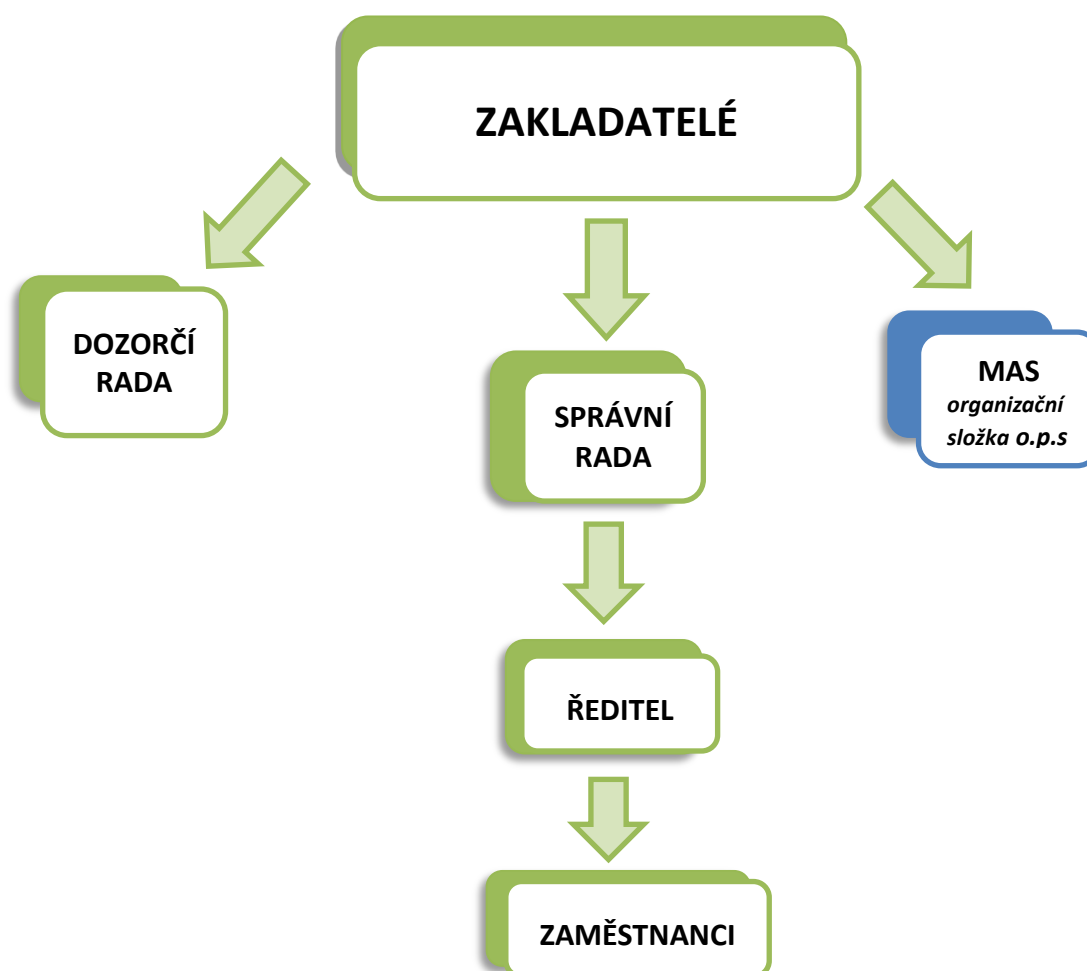 ZAKLADATELÉ
DOZORČÍ
RADA
SPRÁVNÍ
RADA
MAS
organizační
složka o.p.s
ŘEDITEL
ZAMĚSTNANCI